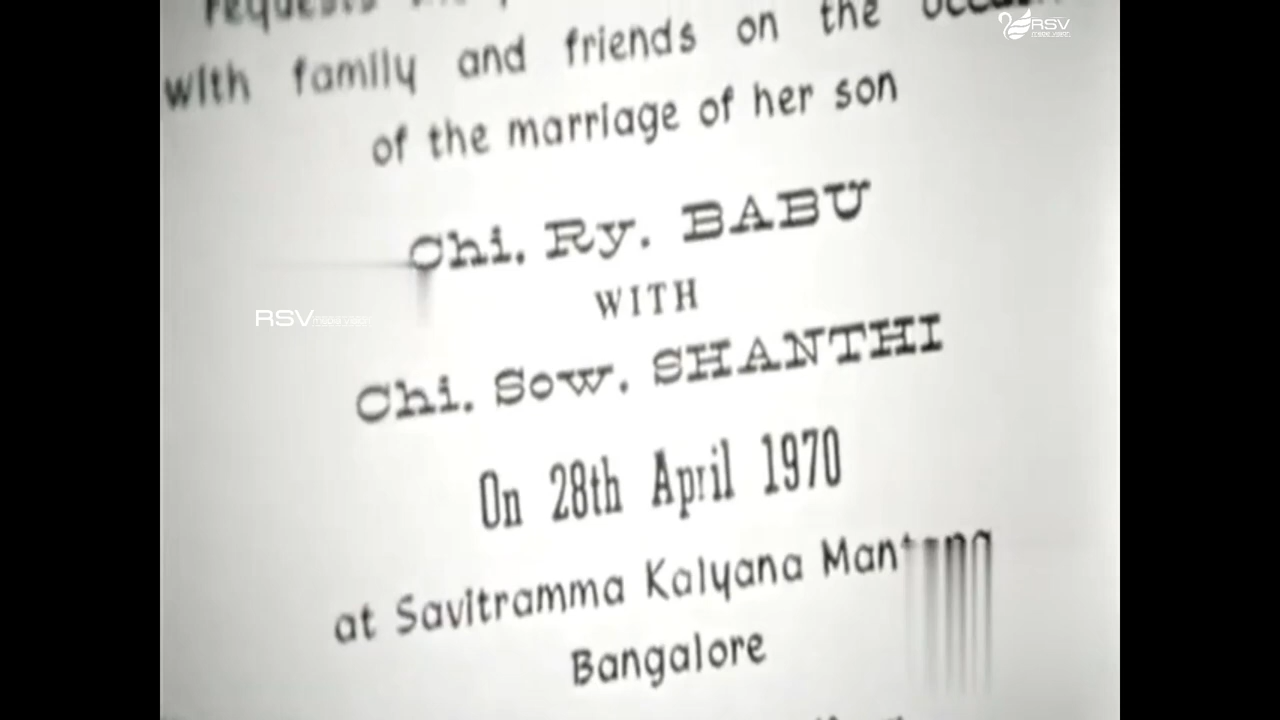 requests
with family and friends on the
of the marriage of her son
Chi. Ry. BABU
WITH
Chi. Sow. SHANTHI
On 28th April 1970
at Savitramma Kalyana
Bangalore
RSV
RSV